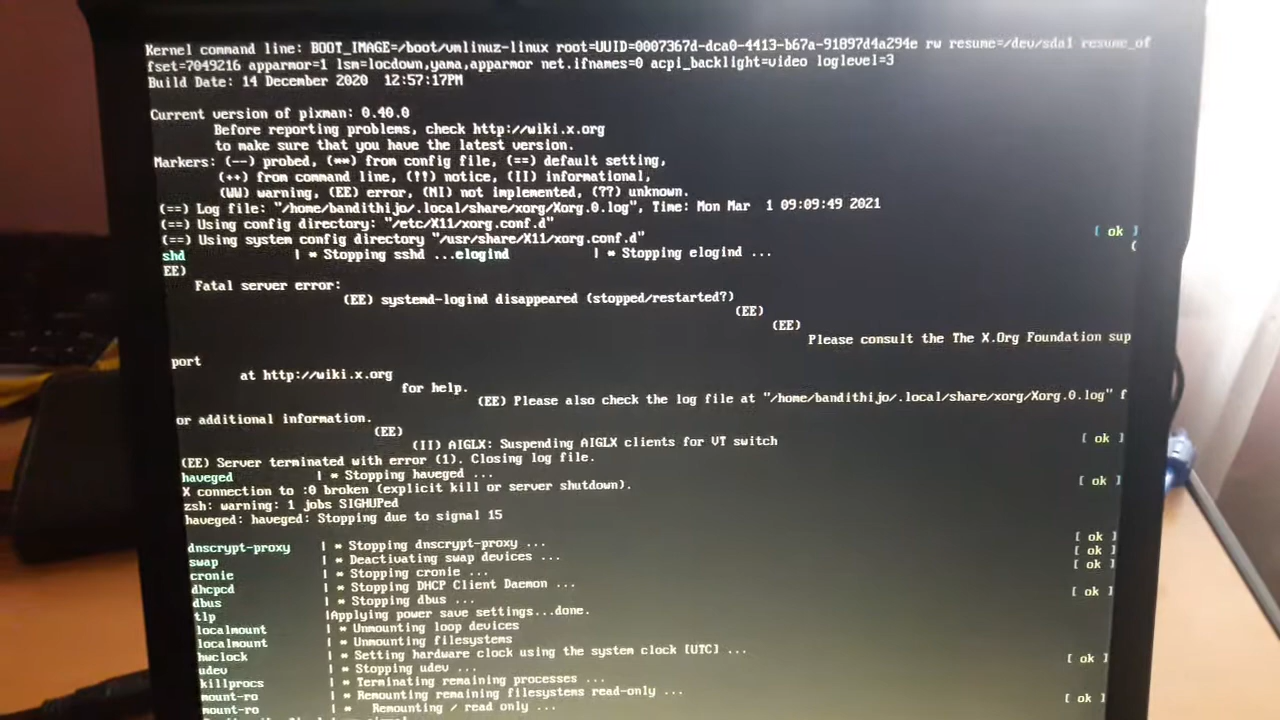 Kernel command line: BOOT_IMAGE=/boot/vmlinuz-linux root=UUID=0007367d-dca0-4413-b67a-91897d4a294e rw resume=/dev/sda1 resume_of
fset=7049216 apparmor=1 lsm=locdown,yama,apparmor net.ifnames=0 acpi_backlight=video loglevel=3
Build Date: 14 December 2020 12:57:17PM
Current version of pixman: 0.40.0
Before reporting problems, check http://wiki.x.org
to make sure that you have the latest version.
Markers: (--) probed, (**) from config file, (==) default setting,
(++) from command line, (!!) notice, (II) informational,
(WW) warning, (EE) error, (NI) not implemented, (??) unknown.
(==) Log file: "/home/bandithijo/.local/share/xorg/Xorg.0.log", Time: Mon Mar 1 09:09:49 2021
(==) Using config directory: "/etc/X11/xorg.conf.d"
(==) Using system config directory "/usr/share/X11/xorg.conf.d"
[ ok ]
shd | * Stopping sshd ...elogind | * Stopping elogind ... (
EE)
Fatal server error:
(EE) systemd-logind disappeared (stopped/restarted?)
(EE)
(EE)
Please consult the The X.Org Foundation sup
port
at http://wiki.x.org
for help.
(EE) Please also check the log file at "/home/bandithijo/.local/share/xorg/Xorg.0.log" f
or additional information.
(EE)
(II) AIGLX: Suspending AIGLX clients for VT switch [ ok ]
(EE) Server terminated with error (1). Closing log file.
haveged | * Stopping haveged ... [ ok ]
X connection to :0 broken (explicit kill or server shutdown).
zsh: warning: 1 jobs SIGHUPed
haveged: haveged: Stopping due to signal 15
dnscrypt-proxy | * Stopping dnscrypt-proxy ... [ ok ]
swap | * Deactivating swap devices ... [ ok ]
cronie | * Stopping cronie ... [ ok ]
dhcpcd | * Stopping DHCP Client Daemon ...
dbus | * Stopping dbus ... [ ok ]
tlp |Applying power save settings...done.
localmount | * Unmounting loop devices
localmount | * Unmounting filesystems
hwclock | * Setting hardware clock using the system clock [UTC] ...
udev | * Stopping udev ... [ ok ]
killprocs | * Terminating remaining processes ...
mount-ro | * Remounting remaining filesystems read-only ...
mount-ro | * Remounting / read only ... [ ok ]